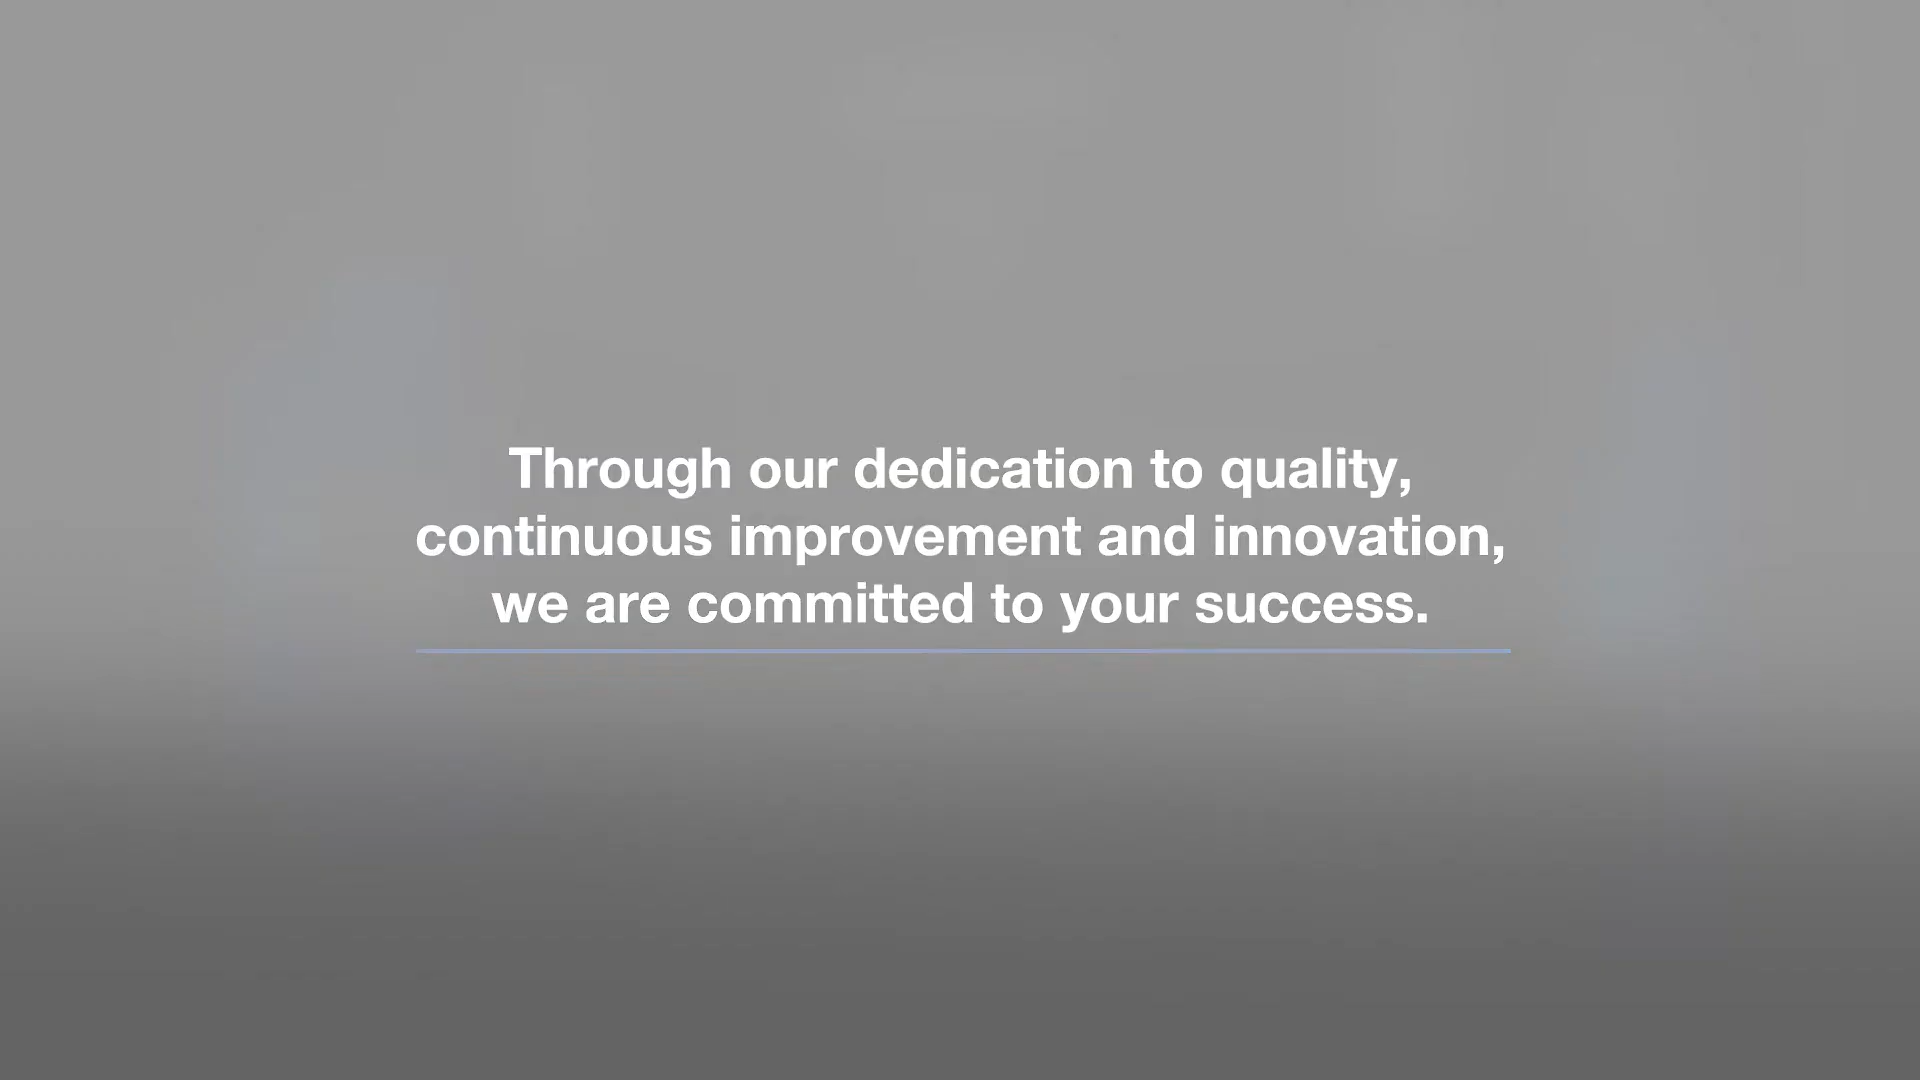 Through our dedication to quality,
continuous improvement and innovation,
we are committed to your success.